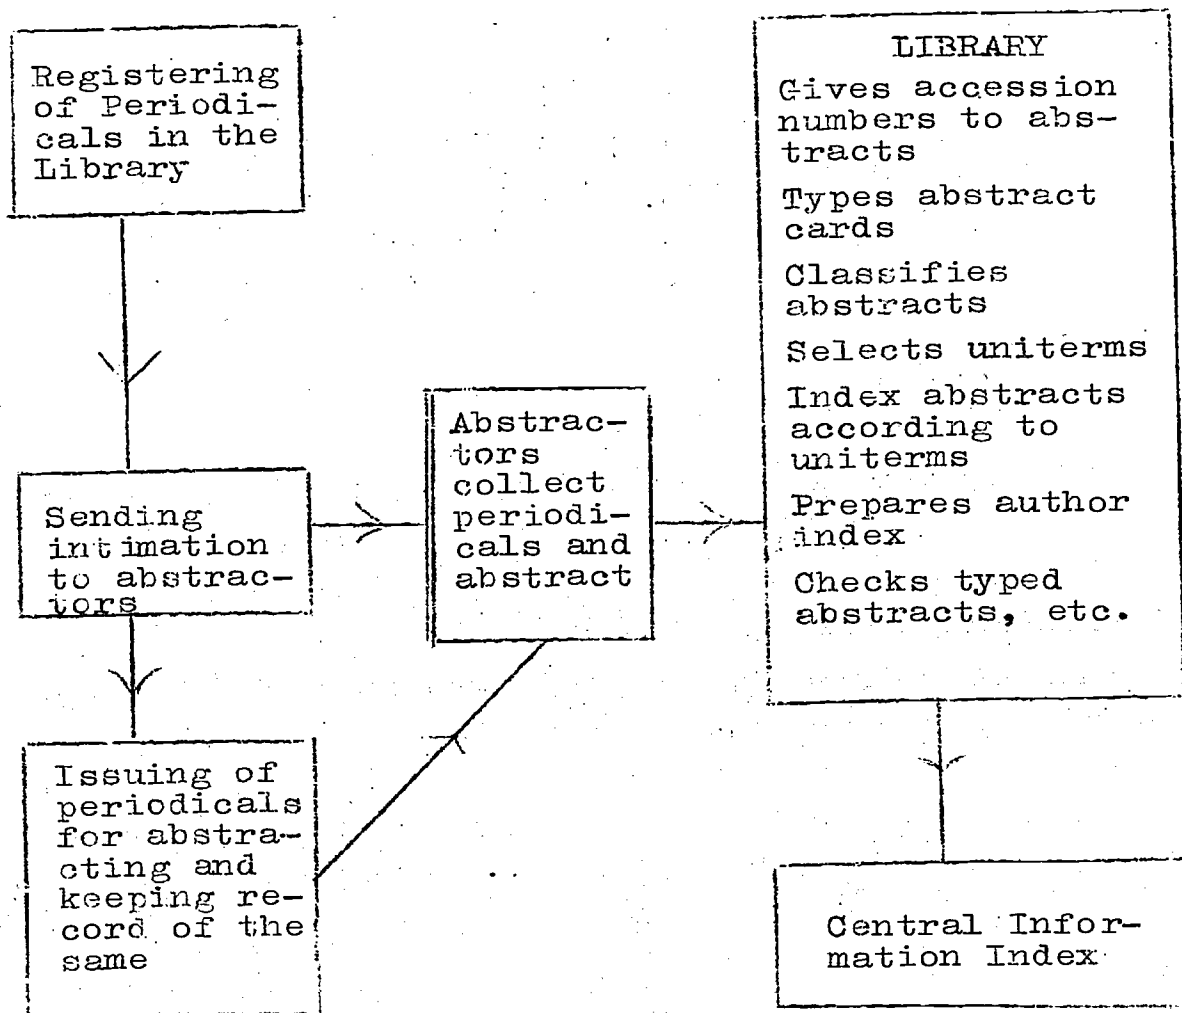 Registering
of Periodi-
cals in the
Library
Sending
intimation
to abstrac-
tors
Issuing of
periodicals
for abstra-
cting and
keeping re-
cord of the
same
Abstrac-
tors
collect
periodi-
cals and
abstract
LIBRARY
Gives accession
numbers to abs-
tracts
Types abstract
cards
Classifies
abstracts
Selects uniterms
Index abstracts
according to
uniterms
Prepares author
index
Checks typed
abstracts, etc.
Central Infor-
mation Index